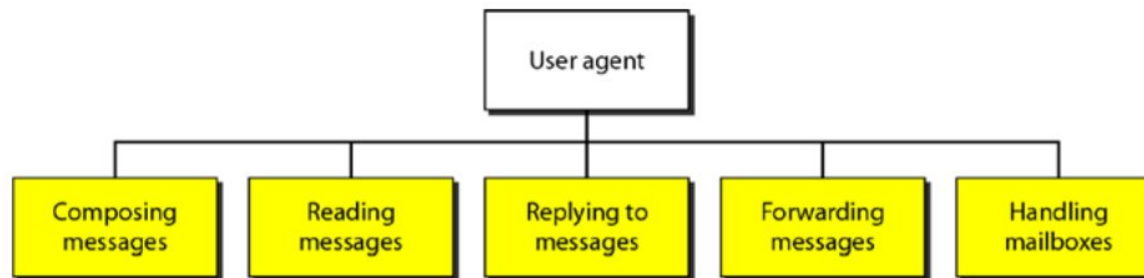 User agent
Composing
messages
Reading
messages
Replying to
messages
Forwarding
messages
Handling
mailboxes